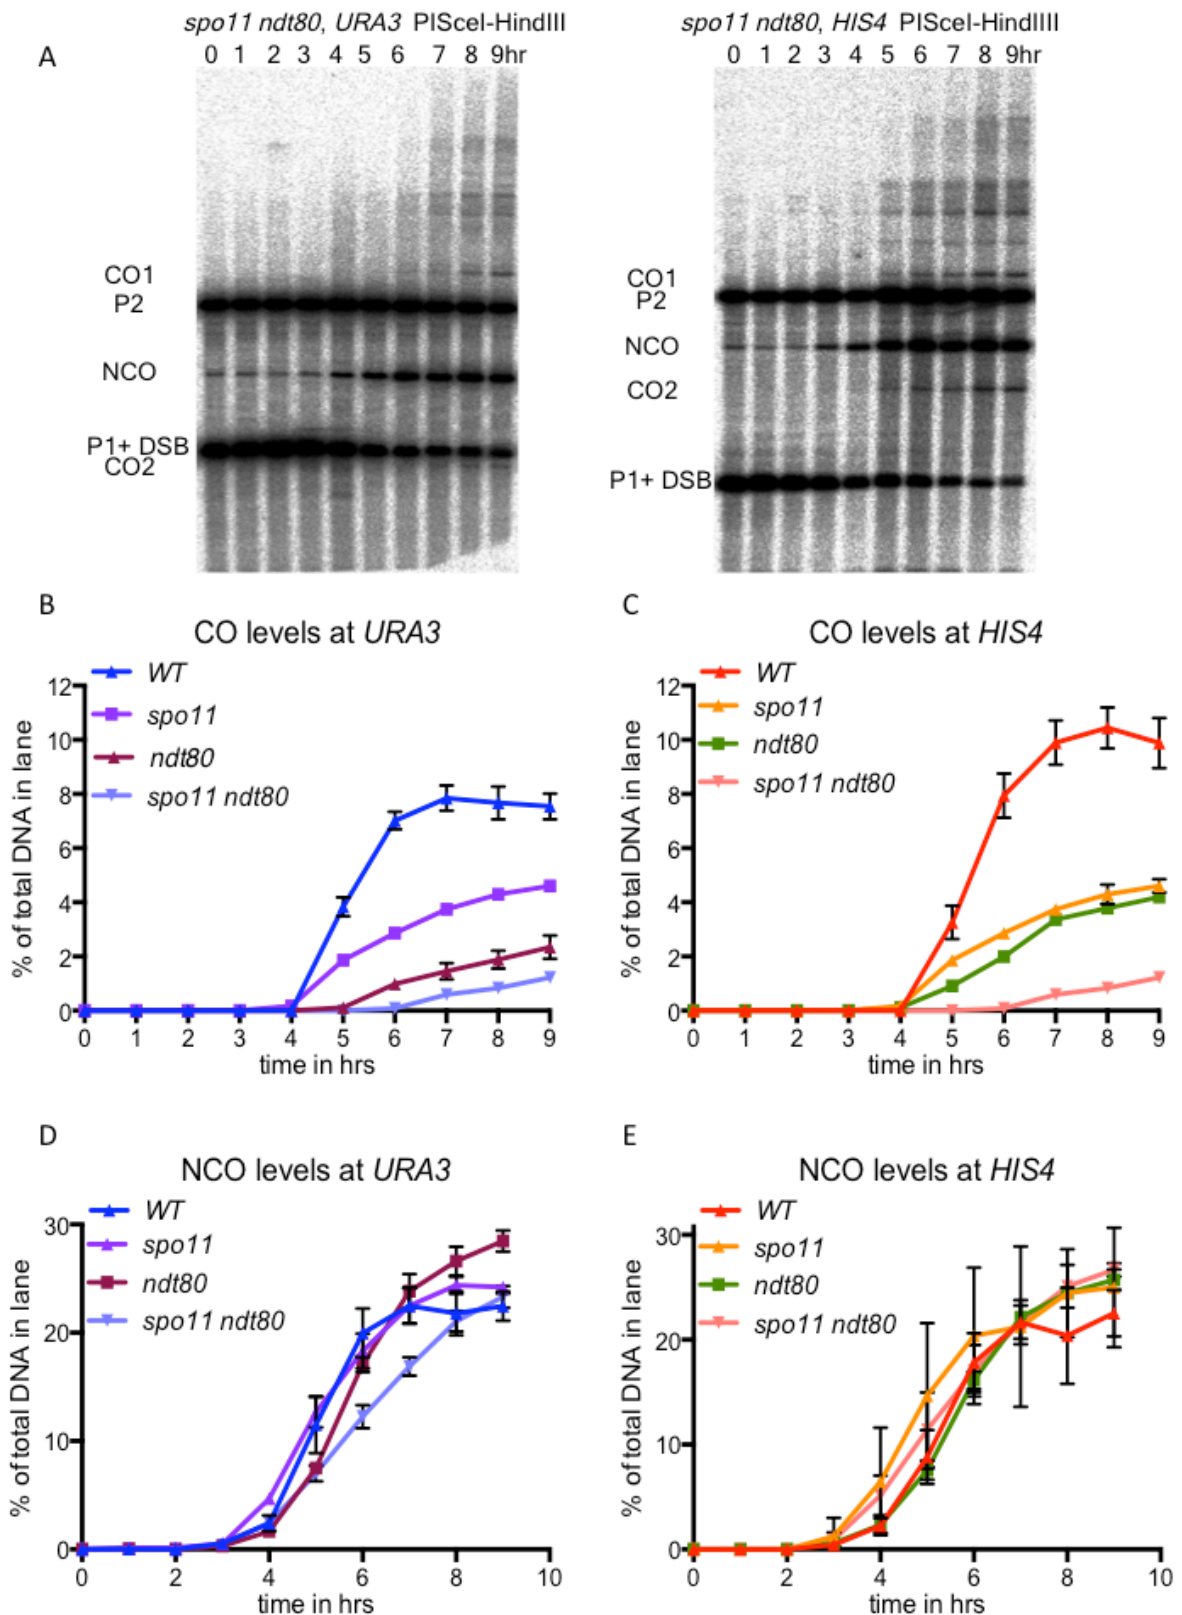 A
spo11 ndt80, URA3 PISceI-HindIII
0 1 2 3 4 5 6 7 8 9hr
CO1
P2
NCO
P1+ DSB
CO2
spo11 ndt80, HIS4 PISceI-HindIIII
0 1 2 3 4 5 6 7 8 9hr
CO1
P2
NCO
CO2
P1+ DSB
B
CO levels at URA3
WT
spo11
ndt80
spo11 ndt80
% of total DNA in lane
12
10
8
6
4
2
0
0 1 2 3 4 5 6 7 8 9
time in hrs
C
CO levels at HIS4
WT
spo11
ndt80
spo11 ndt80
% of total DNA in lane
12
10
8
6
4
2
0
0 1 2 3 4 5 6 7 8 9
time in hrs
D
NCO levels at URA3
WT
spo11
ndt80
spo11 ndt80
% of total DNA in lane
30
20
10
0
0 2 4 6 8 10
time in hrs
E
NCO levels at HIS4
WT
spo11
ndt80
spo11 ndt80
% of total DNA in lane
30
20
10
0
0 2 4 6 8 10
time in hrs